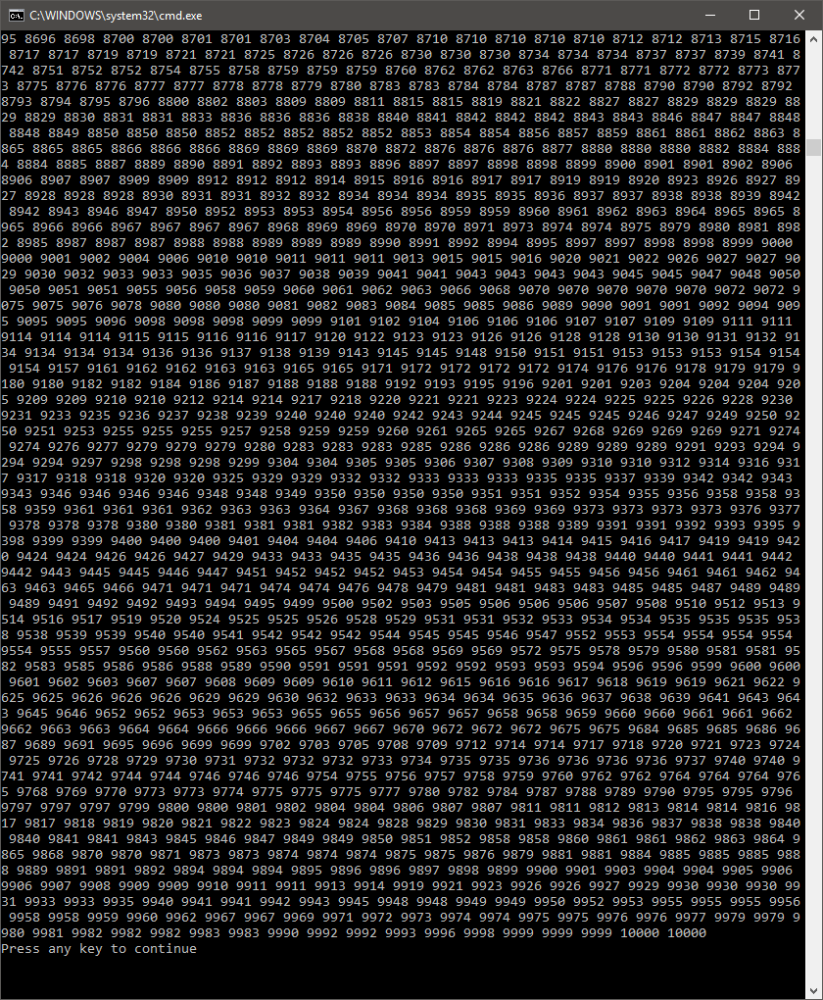 C:\WINDOWS\system32\cmd.exe
95 8696 8698 8700 8700 8701 8701 8703 8704 8705 8707 8710 8710 8710 8710 8710 8712 8712 8713 8715 8716
8717 8717 8719 8719 8721 8721 8725 8726 8726 8726 8730 8730 8730 8734 8734 8734 8737 8737 8739 8741 8
742 8751 8752 8752 8754 8755 8758 8759 8759 8759 8760 8762 8762 8763 8766 8771 8771 8772 8772 8773 877
3 8775 8776 8776 8777 8777 8778 8778 8779 8780 8783 8783 8784 8784 8787 8787 8788 8790 8790 8792 8792
8793 8794 8795 8796 8800 8802 8803 8809 8809 8811 8815 8815 8819 8821 8822 8827 8827 8829 8829 8829 88
29 8829 8830 8831 8831 8833 8836 8836 8836 8838 8840 8841 8842 8842 8842 8843 8843 8846 8847 8847 8848
8848 8849 8850 8850 8850 8852 8852 8852 8852 8852 8853 8854 8854 8856 8857 8859 8861 8861 8862 8863 8
865 8865 8865 8866 8866 8866 8869 8869 8869 8870 8872 8876 8876 8876 8877 8880 8880 8880 8882 8884 888
4 8884 8885 8887 8889 8890 8891 8892 8893 8893 8896 8897 8897 8898 8898 8899 8900 8901 8901 8902 8906
8906 8907 8907 8909 8909 8912 8912 8912 8914 8915 8916 8916 8917 8917 8919 8919 8920 8923 8926 8927 89
27 8928 8928 8928 8930 8931 8931 8932 8932 8934 8934 8934 8935 8935 8936 8937 8937 8938 8938 8939 8942
8942 8943 8946 8947 8950 8952 8953 8953 8954 8956 8956 8959 8959 8960 8961 8962 8963 8964 8965 8965 8
965 8966 8966 8967 8967 8967 8967 8968 8969 8969 8970 8970 8971 8973 8974 8974 8975 8979 8980 8981 898
2 8985 8987 8987 8987 8988 8988 8989 8989 8989 8990 8991 8992 8994 8995 8997 8997 8998 8998 8999 9000
9000 9001 9002 9004 9006 9010 9010 9011 9011 9011 9013 9015 9015 9016 9020 9021 9022 9026 9027 9027 90
29 9030 9032 9033 9033 9035 9036 9037 9038 9039 9041 9041 9043 9043 9043 9043 9045 9045 9047 9048 9050
9050 9051 9051 9055 9056 9058 9059 9060 9061 9062 9063 9066 9068 9070 9070 9070 9070 9070 9072 9072 9
075 9075 9076 9078 9080 9080 9080 9081 9082 9083 9084 9085 9085 9086 9089 9090 9091 9091 9092 9094 909
5 9095 9095 9096 9098 9098 9098 9099 9099 9101 9102 9104 9106 9106 9106 9107 9107 9109 9109 9111 9111
9114 9114 9114 9115 9115 9116 9116 9117 9120 9122 9123 9123 9126 9126 9128 9128 9130 9130 9131 9132 91
34 9134 9134 9134 9136 9136 9137 9138 9139 9143 9145 9145 9148 9150 9151 9151 9153 9153 9153 9154 9154
9154 9157 9161 9162 9162 9163 9163 9165 9165 9171 9172 9172 9172 9172 9174 9176 9176 9178 9179 9179 9
180 9180 9182 9182 9184 9186 9187 9188 9188 9188 9192 9193 9195 9196 9201 9201 9203 9204 9204 9204 920
5 9209 9209 9210 9210 9212 9214 9214 9217 9218 9220 9221 9221 9223 9224 9224 9225 9225 9226 9228 9230
9231 9233 9235 9236 9237 9238 9239 9240 9240 9240 9242 9243 9244 9245 9245 9245 9246 9247 9249 9250 92
50 9251 9253 9255 9255 9255 9257 9258 9259 9259 9260 9261 9265 9265 9267 9268 9269 9269 9269 9271 9274
9274 9276 9277 9279 9279 9279 9280 9283 9283 9283 9285 9286 9286 9286 9289 9289 9289 9291 9293 9294 9
294 9294 9297 9298 9298 9298 9299 9304 9304 9305 9305 9306 9307 9308 9309 9310 9310 9312 9314 9316 931
7 9317 9318 9318 9320 9320 9325 9329 9329 9332 9332 9333 9333 9333 9335 9335 9337 9339 9342 9342 9343
9343 9346 9346 9346 9346 9348 9348 9349 9350 9350 9350 9350 9351 9351 9352 9354 9355 9356 9358 9358 93
58 9359 9361 9361 9361 9362 9363 9363 9364 9367 9368 9368 9368 9369 9369 9373 9373 9373 9373 9376 9377
9378 9378 9378 9380 9380 9381 9381 9381 9382 9383 9384 9388 9388 9388 9389 9391 9391 9392 9393 9395 9
398 9399 9399 9400 9400 9400 9401 9404 9404 9406 9410 9413 9413 9413 9414 9415 9416 9417 9419 9419 942
0 9424 9424 9426 9426 9427 9429 9433 9433 9435 9435 9436 9436 9438 9438 9438 9440 9440 9441 9441 9442
9442 9443 9445 9445 9446 9447 9451 9452 9452 9452 9453 9454 9454 9455 9455 9456 9456 9461 9461 9462 94
63 9463 9465 9466 9471 9471 9471 9474 9474 9476 9478 9479 9481 9481 9483 9483 9485 9485 9487 9489 9489
9489 9491 9492 9492 9493 9494 9495 9499 9500 9502 9503 9505 9506 9506 9506 9507 9508 9510 9512 9513 9
514 9516 9517 9519 9520 9524 9525 9525 9526 9528 9529 9531 9531 9532 9533 9534 9534 9535 9535 9535 953
8 9538 9539 9539 9540 9540 9541 9542 9542 9542 9544 9545 9545 9546 9547 9552 9553 9554 9554 9554 9554
9554 9555 9557 9560 9560 9562 9563 9565 9567 9568 9568 9569 9569 9572 9575 9578 9579 9580 9581 9581 95
82 9583 9585 9586 9586 9588 9589 9590 9591 9591 9591 9592 9592 9593 9593 9594 9596 9596 9599 9600 9600
9601 9602 9603 9607 9607 9608 9609 9609 9610 9611 9612 9615 9616 9616 9617 9618 9619 9619 9621 9622 9
625 9625 9626 9626 9626 9629 9629 9630 9632 9633 9633 9634 9634 9635 9636 9637 9638 9639 9641 9643 964
3 9645 9646 9652 9652 9653 9653 9653 9655 9655 9656 9657 9657 9658 9658 9659 9660 9660 9661 9661 9662
9662 9663 9663 9664 9664 9666 9666 9666 9667 9667 9670 9672 9672 9672 9675 9675 9684 9685 9685 9686 96
87 9689 9691 9695 9696 9699 9699 9702 9703 9705 9708 9709 9712 9714 9714 9717 9718 9720 9721 9723 9724
9725 9726 9728 9729 9730 9731 9732 9732 9732 9733 9734 9735 9735 9736 9736 9736 9736 9737 9740 9740 9
741 9741 9742 9744 9744 9746 9746 9746 9754 9755 9756 9757 9758 9759 9760 9762 9762 9764 9764 9764 976
5 9768 9769 9770 9773 9773 9774 9775 9775 9775 9777 9780 9782 9784 9787 9788 9789 9790 9795 9795 9796
9797 9797 9797 9799 9800 9800 9801 9802 9804 9804 9806 9807 9807 9811 9811 9812 9813 9814 9814 9816 98
17 9817 9818 9819 9820 9821 9822 9823 9824 9824 9828 9829 9830 9831 9833 9834 9836 9837 9838 9838 9840
9840 9841 9841 9843 9845 9846 9847 9849 9849 9850 9851 9852 9858 9858 9860 9861 9861 9862 9863 9864 9
865 9868 9870 9870 9871 9873 9873 9874 9874 9874 9875 9875 9876 9879 9881 9881 9884 9885 9885 9885 988
8 9889 9891 9891 9892 9894 9894 9894 9895 9896 9896 9897 9898 9899 9900 9901 9903 9904 9904 9905 9906
9906 9907 9908 9909 9909 9910 9911 9911 9913 9914 9919 9921 9923 9926 9926 9927 9929 9930 9930 9930 99
31 9933 9933 9935 9940 9941 9941 9942 9943 9945 9948 9948 9949 9949 9950 9952 9953 9955 9955 9955 9956
9958 9958 9959 9960 9962 9967 9967 9969 9971 9972 9973 9974 9974 9975 9975 9976 9976 9977 9979 9979 9
980 9981 9982 9982 9982 9983 9983 9990 9992 9992 9993 9996 9998 9999 9999 9999 10000 10000
Press any key to continue